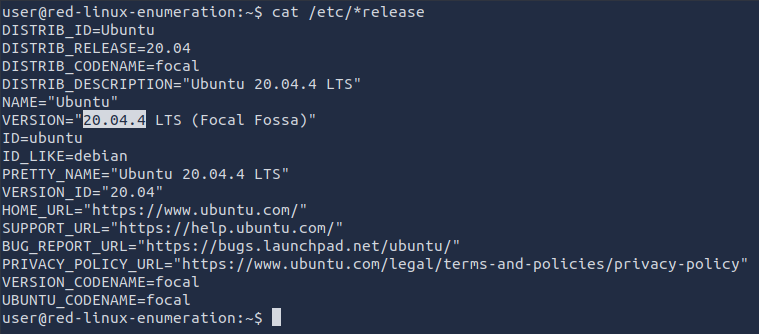 user@red-linux-enumeration:~$ cat /etc/*release
DISTRIB_ID=Ubuntu
DISTRIB_RELEASE=20.04
DISTRIB_CODENAME=focal
DISTRIB_DESCRIPTION="Ubuntu 20.04.4 LTS"
NAME="Ubuntu"
VERSION="20.04.4 LTS (Focal Fossa)"
ID=ubuntu
ID_LIKE=debian
PRETTY_NAME="Ubuntu 20.04.4 LTS"
VERSION_ID="20.04"
HOME_URL="https://www.ubuntu.com/"
SUPPORT_URL="https://help.ubuntu.com/"
BUG_REPORT_URL="https://bugs.launchpad.net/ubuntu/"
PRIVACY_POLICY_URL="https://www.ubuntu.com/legal/terms-and-policies/privacy-policy"
VERSION_CODENAME=focal
UBUNTU_CODENAME=focal
user@red-linux-enumeration:~$